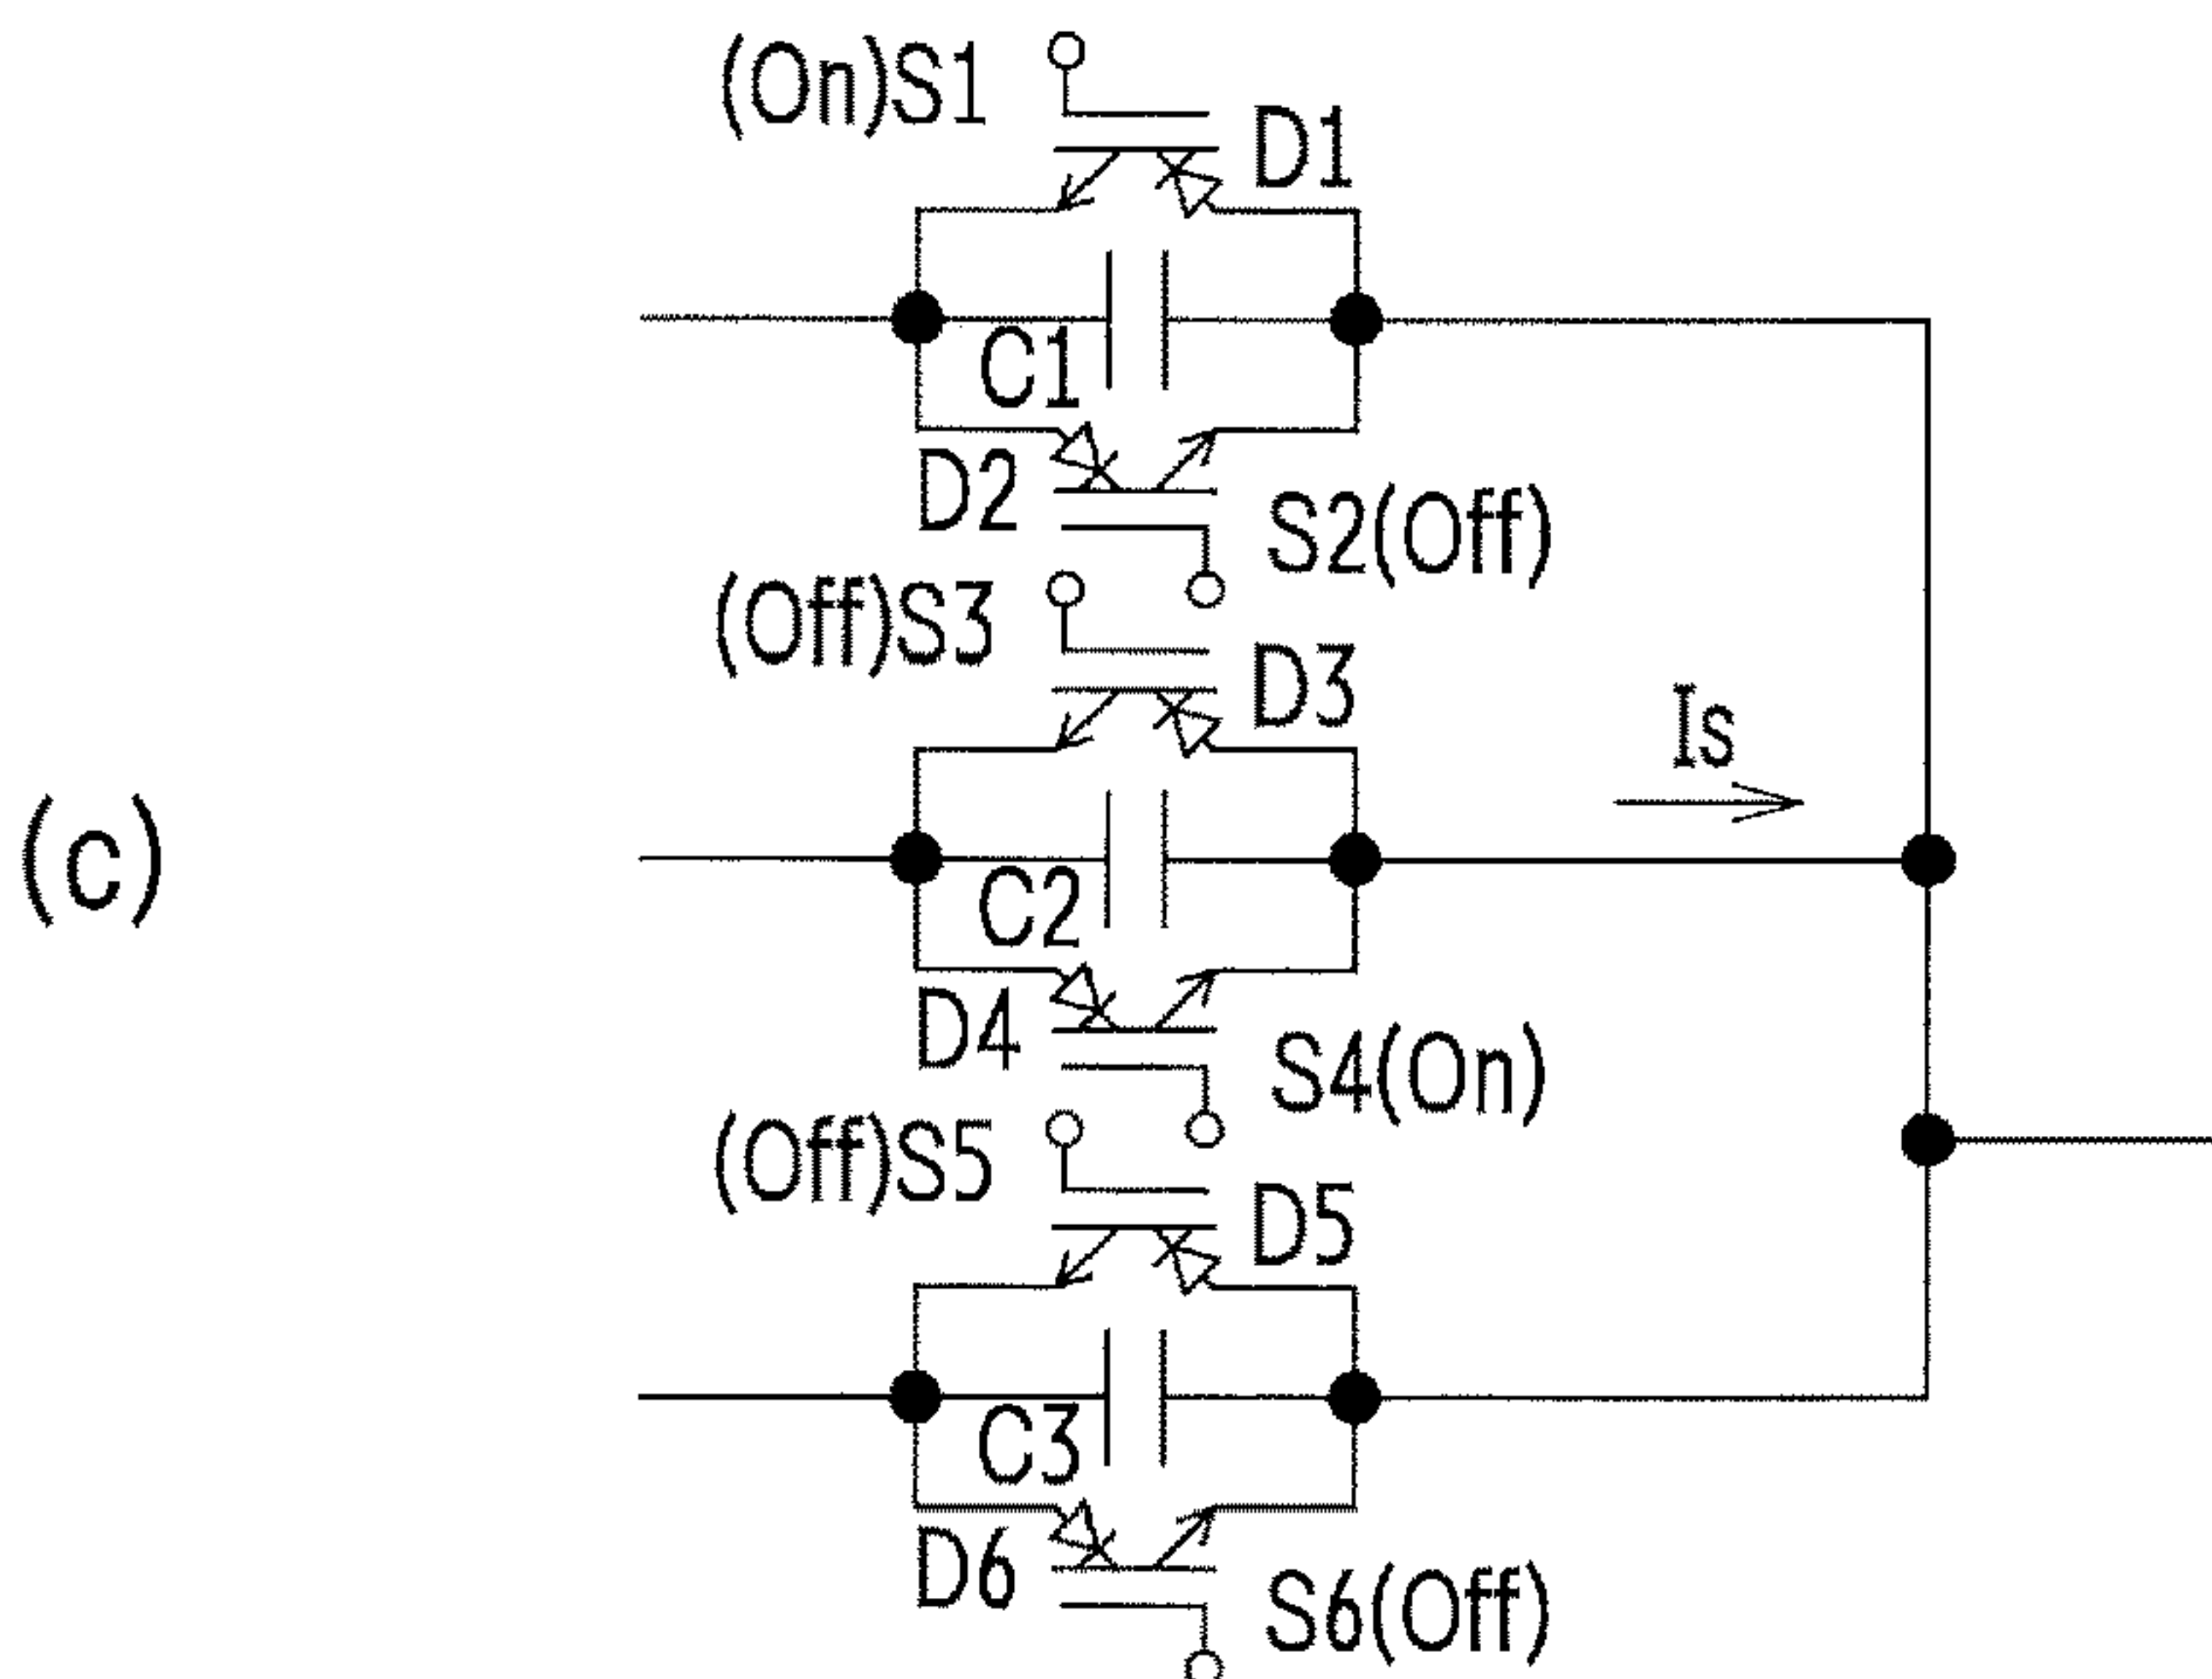 (On)S1
D1
C1
D2
S2(Off)
(Off)S3
D3
Is
(c)
C2
D4
S4(On)
(Off)S5
D5
C3
D6
S6(Off)